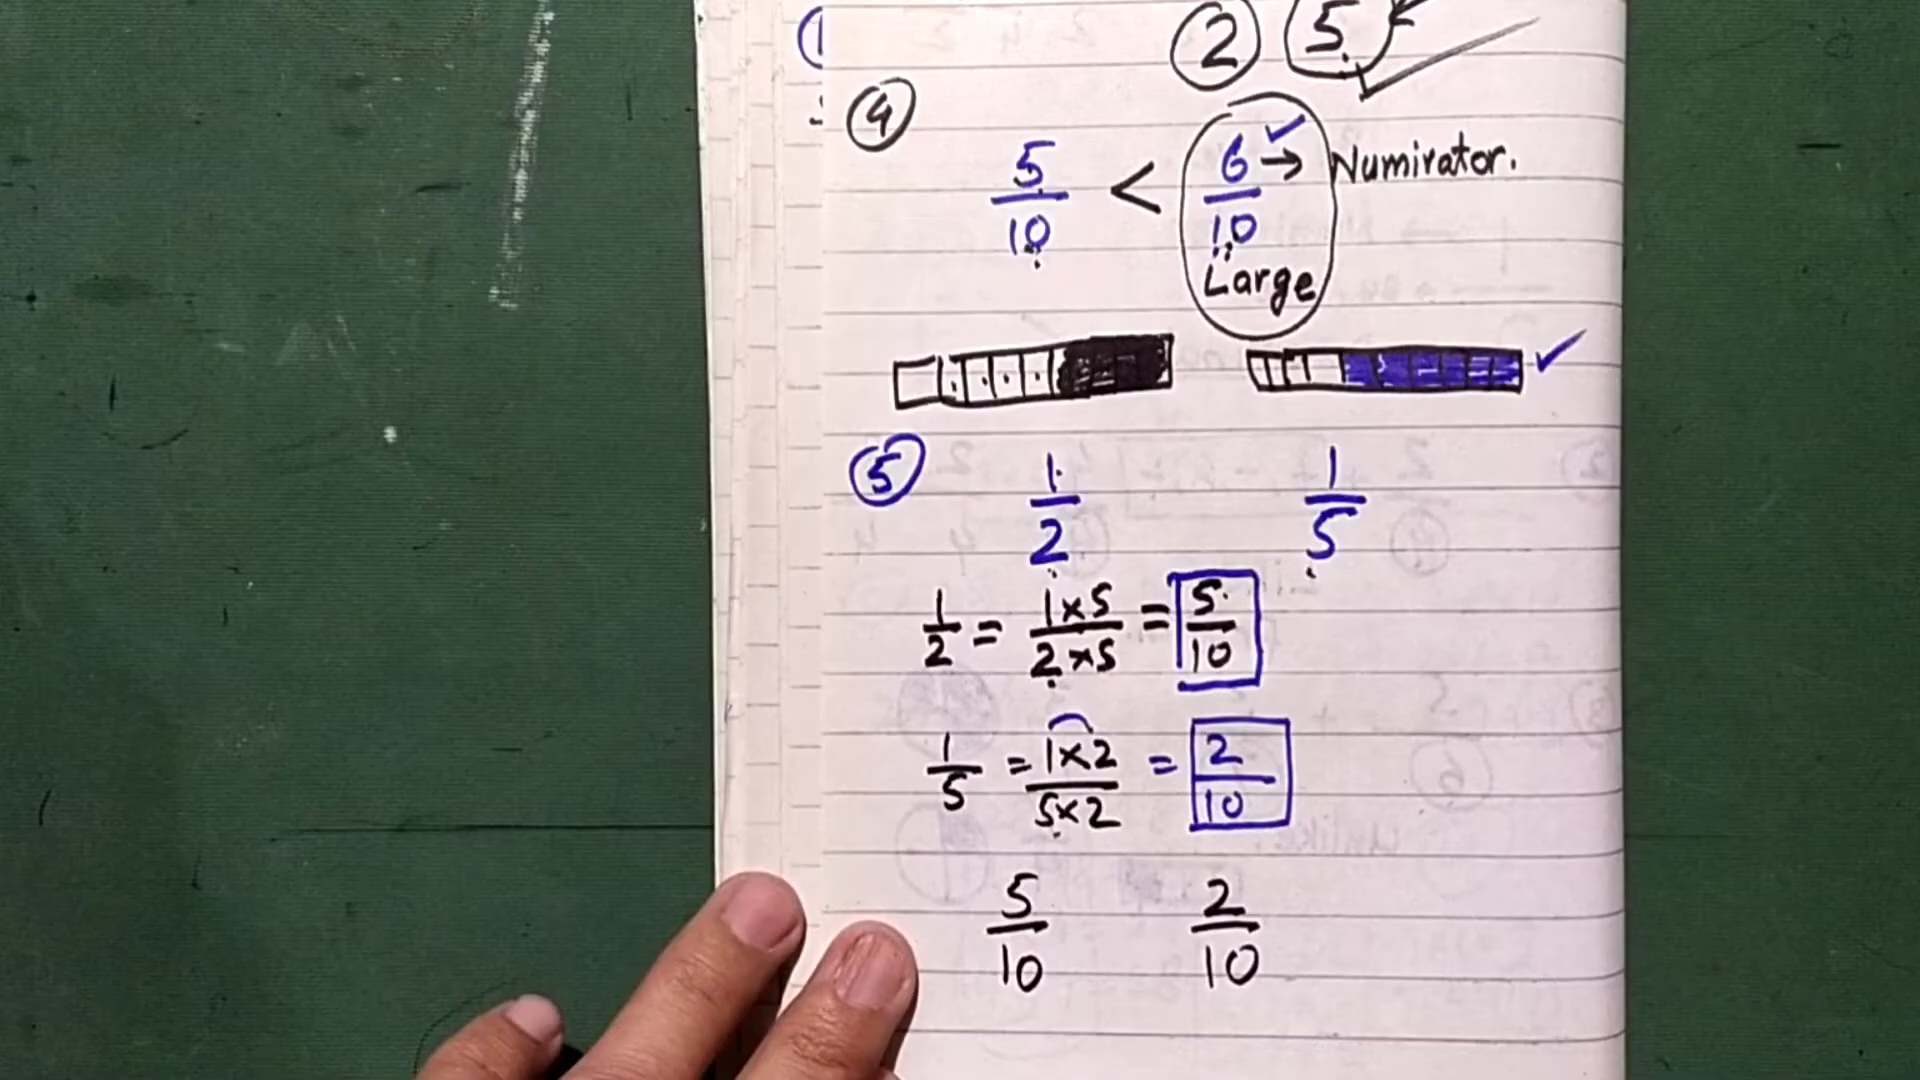 ② 5
④
5/10 < 6/10 → Numirator.
Large
⑤ 1/2 1/5
1/2 = 1×5/2×5 = 5/10
1/5 = 1×2/5×2 = 2/10
5/10 2/10